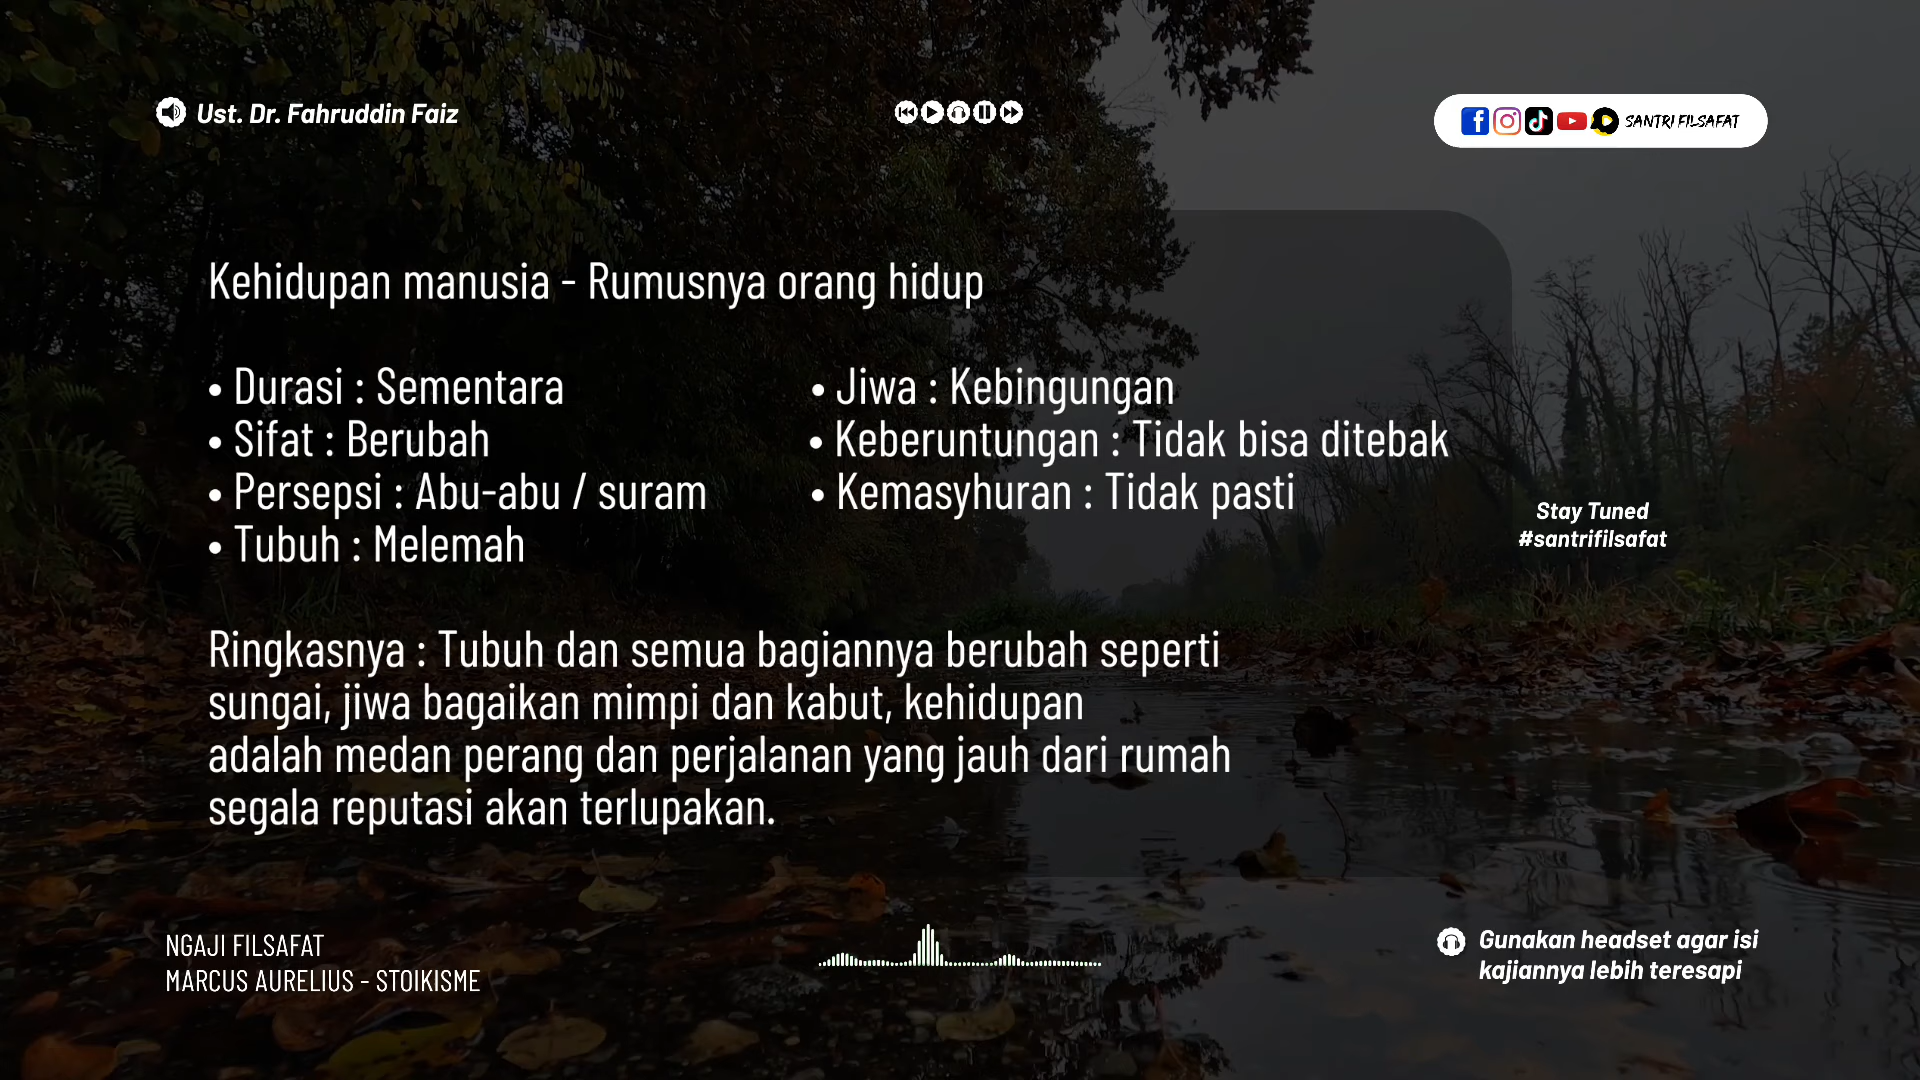 Ust. Dr. Fahruddin Faiz
SANTRI FILSAFAT
Kehidupan manusia - Rumusnya orang hidup
• Durasi : Sementara
• Sifat : Berubah
• Persepsi : Abu-abu / suram
• Tubuh : Melemah
• Jiwa : Kebingungan
• Keberuntungan : Tidak bisa ditebak
• Kemasyhuran : Tidak pasti
Stay Tuned
#santrifilsafat
Ringkasnya : Tubuh dan semua bagiannya berubah seperti
sungai, jiwa bagaikan mimpi dan kabut, kehidupan
adalah medan perang dan perjalanan yang jauh dari rumah
segala reputasi akan terlupakan.
NGAJI FILSAFAT
MARCUS AURELIUS - STOIKISME
Gunakan headset agar isi
kajiannya lebih teresapi